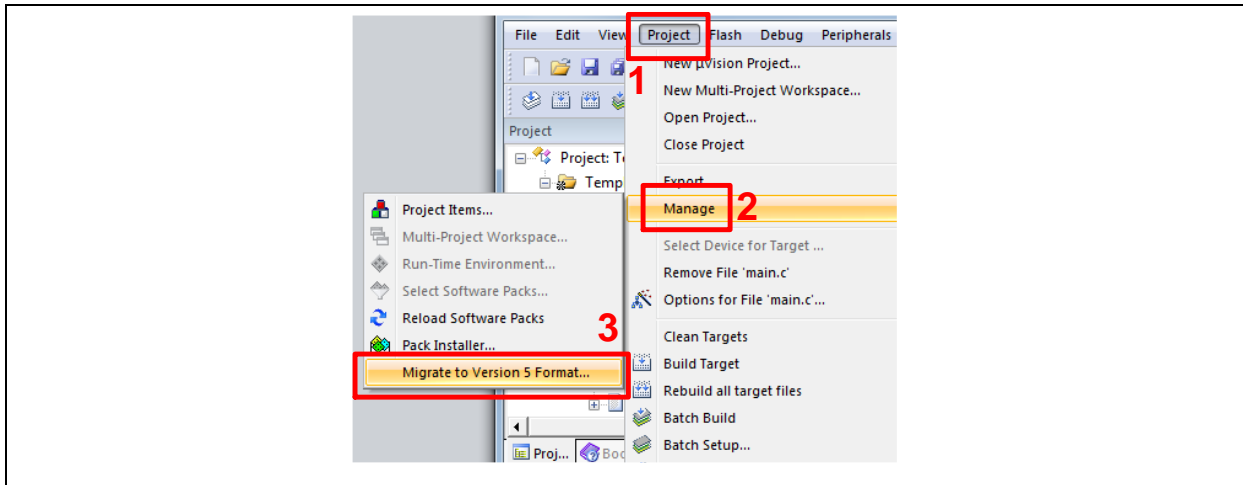 File Edit View Project Flash Debug Peripherals
1
New µVision Project...
New Multi-Project Workspace...
Open Project...
Close Project
Project
Project: T
Temp
Export
Manage 2
Select Device for Target ...
Remove File 'main.c'
Options for File 'main.c'...
Clean Targets
Build Target
Rebuild all target files
Batch Build
Batch Setup...
Project Items...
Multi-Project Workspace...
Run-Time Environment...
Select Software Packs...
Reload Software Packs
3
Pack Installer...
Migrate to Version 5 Format...
Proj... Boo